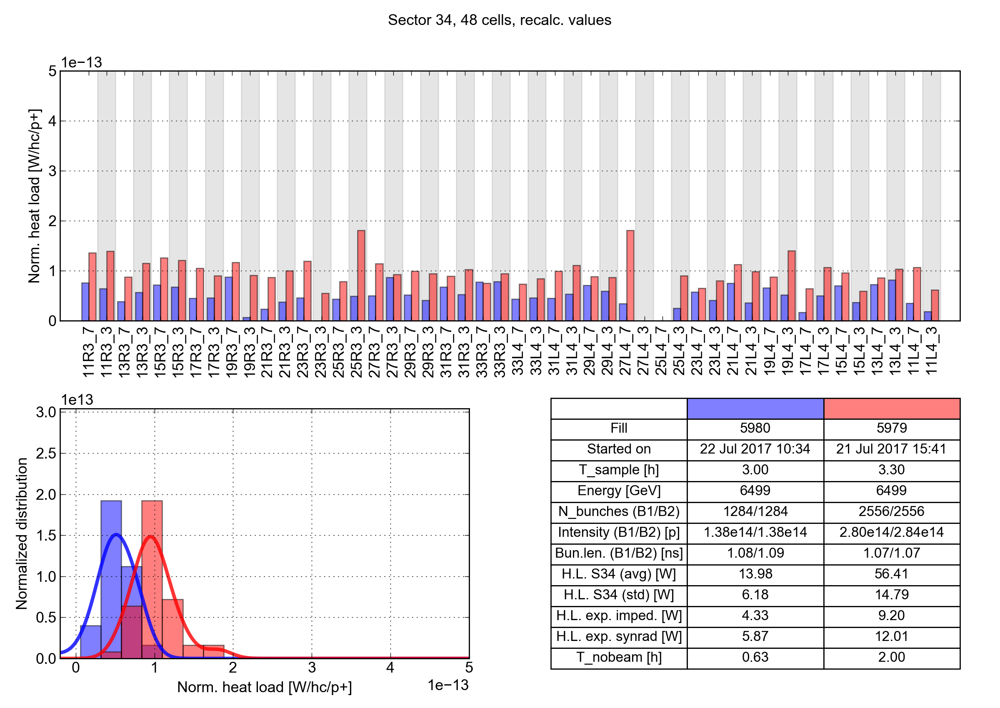 Sector 34, 48 cells, recalc. values
1e−13
5
4
3
2
1
0
Norm. heat load [W/hc/p+]
11R3_7
11R3_3
13R3_7
13R3_3
15R3_7
15R3_3
17R3_7
17R3_3
19R3_7
19R3_3
21R3_7
21R3_3
23R3_7
23R3_3
25R3_7
25R3_3
27R3_7
27R3_3
29R3_7
29R3_3
31R3_7
31R3_3
33R3_7
33R3_3
33L4_7
33L4_3
31L4_7
31L4_3
29L4_7
29L4_3
27L4_7
27L4_3
25L4_7
25L4_3
23L4_7
23L4_3
21L4_7
21L4_3
19L4_7
19L4_3
17L4_7
17L4_3
15L4_7
15L4_3
13L4_7
13L4_3
11L4_7
11L4_3
1e13
3.0
2.5
2.0
1.5
1.0
0.5
0.0
Normalized distribution
0 1 2 3 4 5
Norm. heat load [W/hc/p+]
1e−13
Fill 5980 5979
Started on 22 Jul 2017 10:34 21 Jul 2017 15:41
T_sample [h] 3.00 3.30
Energy [GeV] 6499 6499
N_bunches (B1/B2) 1284/1284 2556/2556
Intensity (B1/B2) [p] 1.38e14/1.38e14 2.80e14/2.84e14
Bun.len. (B1/B2) [ns] 1.08/1.09 1.07/1.07
H.L. S34 (avg) [W] 13.98 56.41
H.L. S34 (std) [W] 6.18 14.79
H.L. exp. imped. [W] 4.33 9.20
H.L. exp. synrad [W] 5.87 12.01
T_nobeam [h] 0.63 2.00